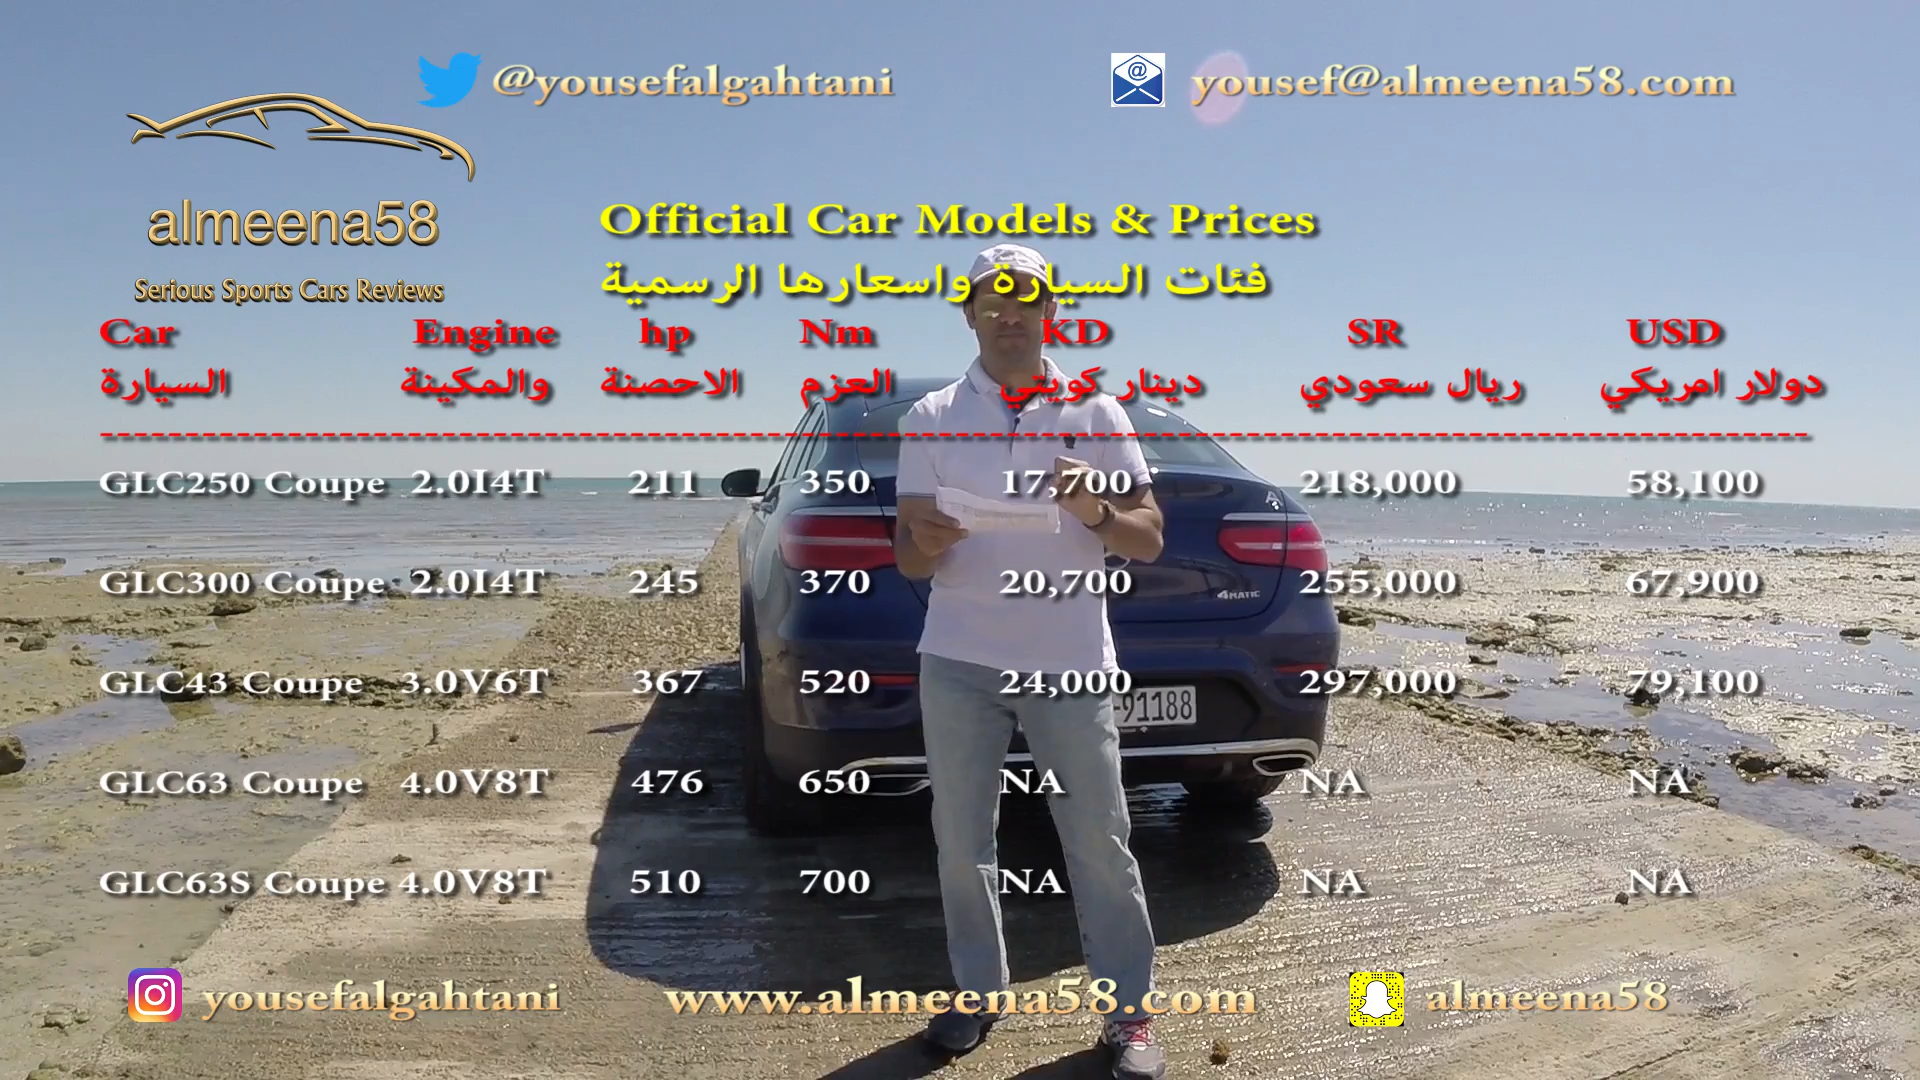 @yousefalgahtani
yousef@almeena58.com
almeena58
Serious Sports Cars Reviews
Official Car Models & Prices
فئات السيارة واسعارها الرسمية
Car Engine hp Nm KD SR USD
السيارة والمكينة الاحصنة العزم دينار كويتي ريال سعودي دولار امريكي
GLC250 Coupe 2.0I4T 211 350 17,700 218,000 58,100
GLC300 Coupe 2.0I4T 245 370 20,700 255,000 67,900
4MATIC
GLC43 Coupe 3.0V6T 367 520 24,000 297,000 79,100
-91188
GLC63 Coupe 4.0V8T 476 650 NA NA NA
GLC63S Coupe 4.0V8T 510 700 NA NA NA
yousefalgahtani
www.almeena58.com
almeena58